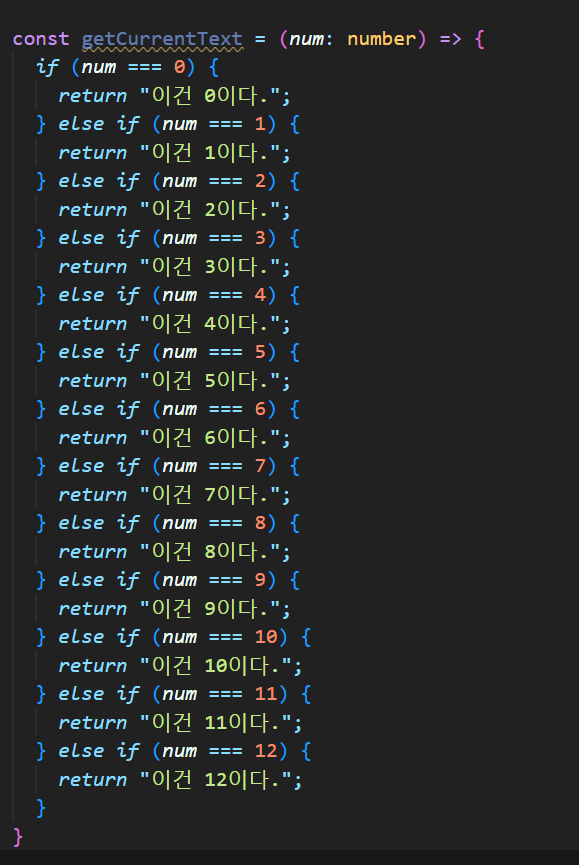 const getCurrentText = (num: number) => {
if (num === 0) {
return "이건 0이다.";
} else if (num === 1) {
return "이건 1이다.";
} else if (num === 2) {
return "이건 2이다.";
} else if (num === 3) {
return "이건 3이다.";
} else if (num === 4) {
return "이건 4이다.";
} else if (num === 5) {
return "이건 5이다.";
} else if (num === 6) {
return "이건 6이다.";
} else if (num === 7) {
return "이건 7이다.";
} else if (num === 8) {
return "이건 8이다.";
} else if (num === 9) {
return "이건 9이다.";
} else if (num === 10) {
return "이건 10이다.";
} else if (num === 11) {
return "이건 11이다.";
} else if (num === 12) {
return "이건 12이다.";
}
}